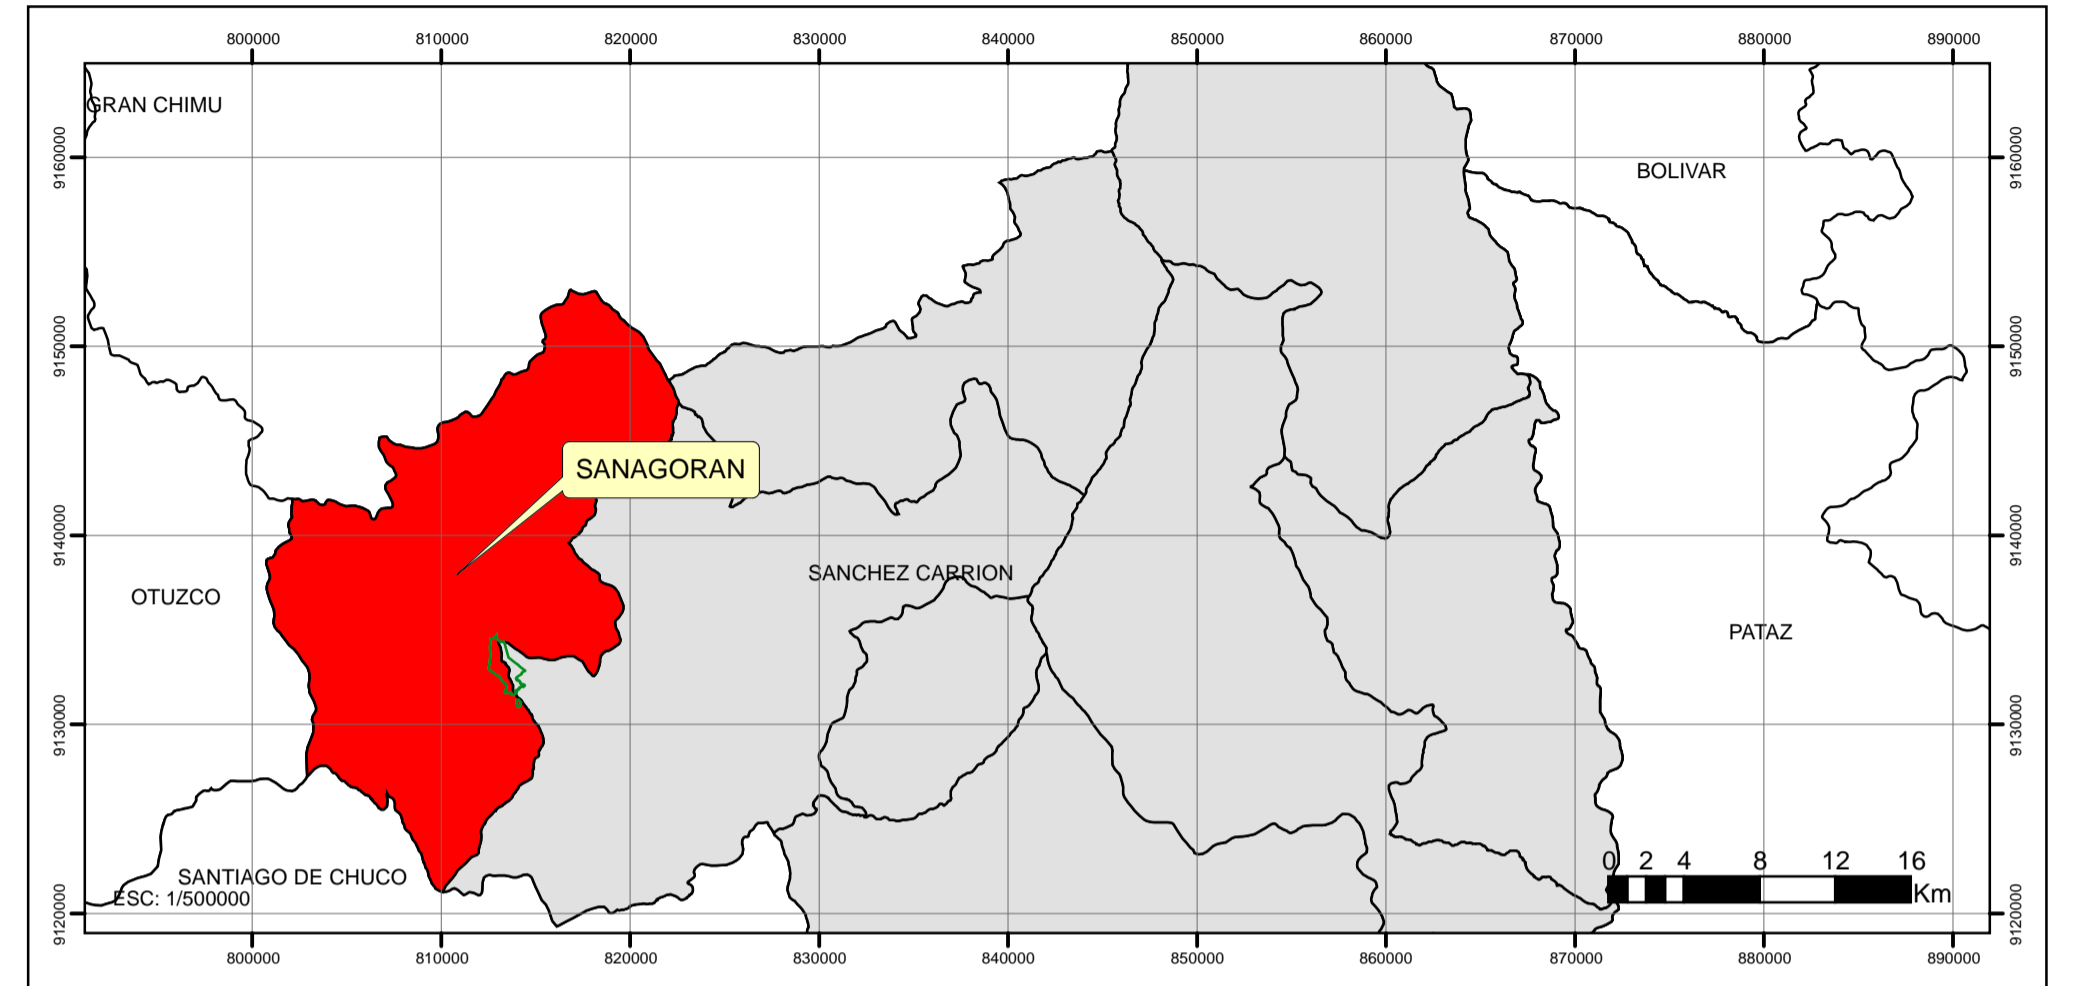 800000 810000 820000 830000 840000 850000 860000 870000 880000 890000
GRAN CHIMU
9160000 9160000
BOLIVAR
9150000 9150000
SANAGORAN
9140000 9140000
SANCHEZ CARRION
OTUZCO
PATAZ
9130000 9130000
0 2 4 8 12 16
Km
SANTIAGO DE CHUCO
ESC: 1/500000
9120000 9120000
800000 810000 820000 830000 840000 850000 860000 870000 880000 890000